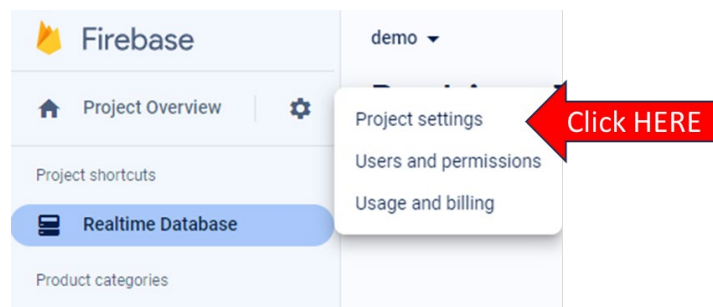 Firebase
demo
Project Overview
Project settings
Click HERE
Users and permissions
Project shortcuts
Usage and billing
Realtime Database
Product categories